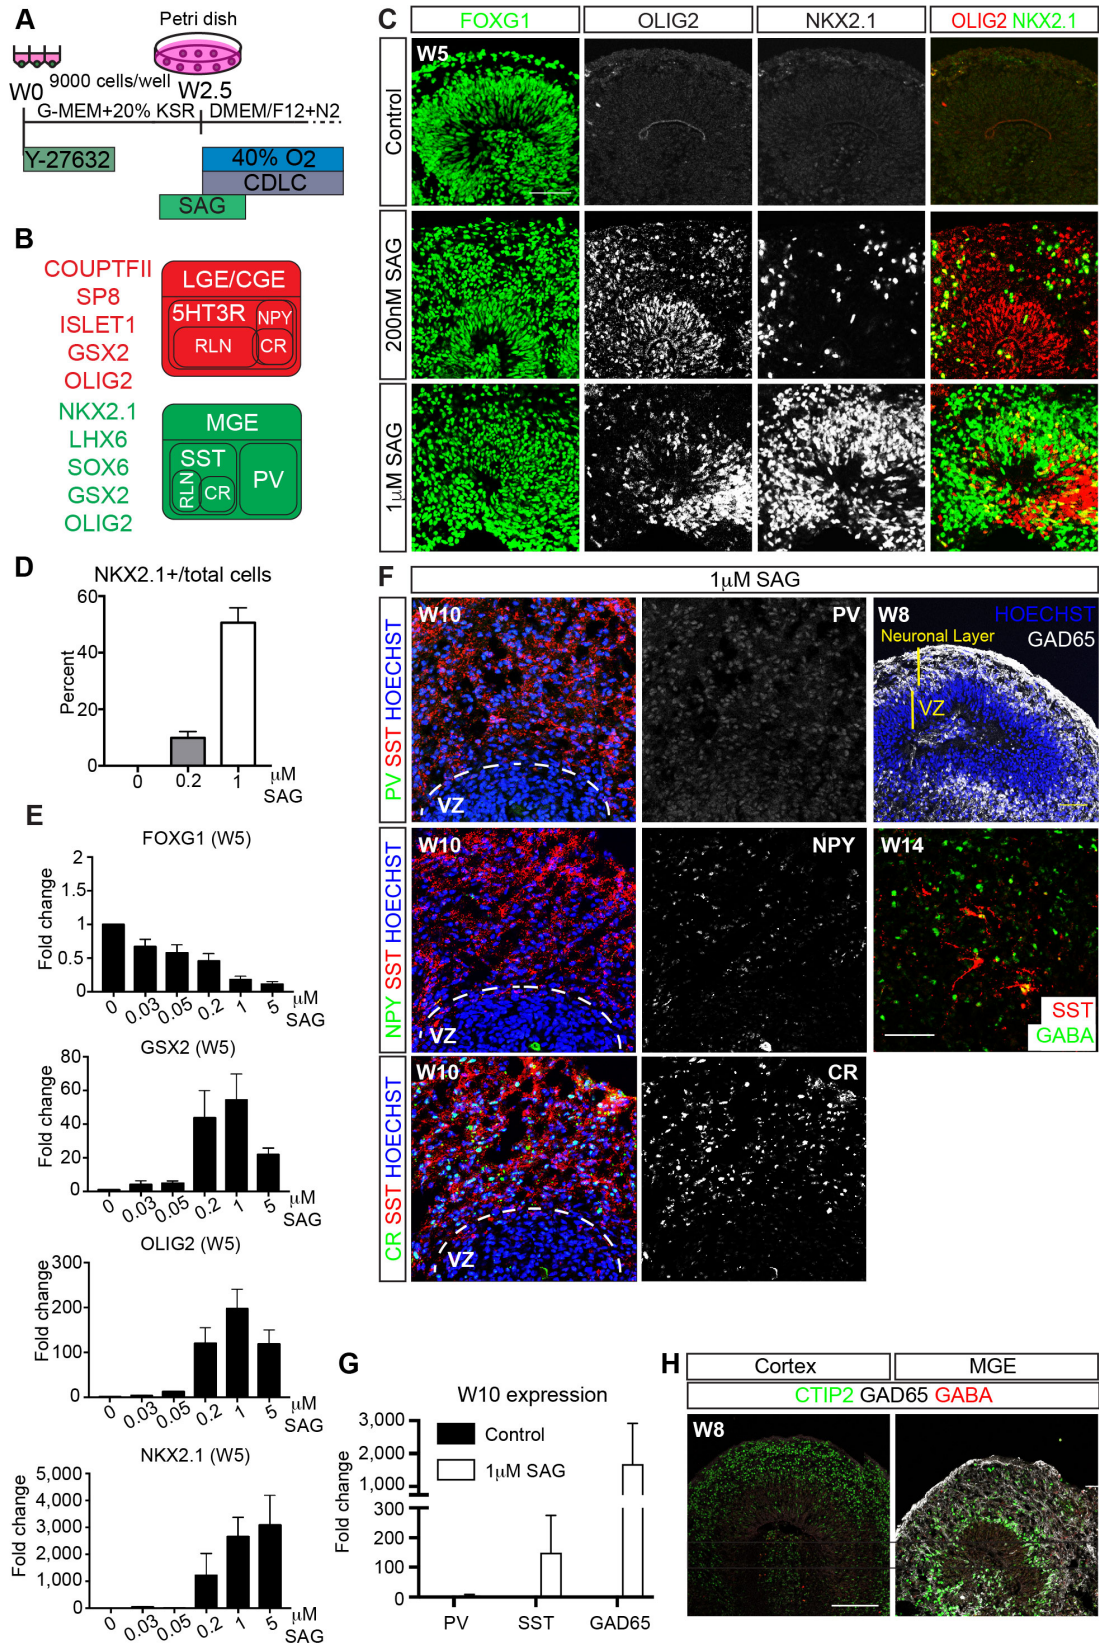 A
Petri dish
9000 cells/well
W0
W2.5
G-MEM+20% KSR
DMEM/F12+N2
Y-27632
40% O2
CDLC
SAG
B
COUPTFII
SP8
ISLET1
GSX2
OLIG2
LGE/CGE
5HT3R
NPY
RLN
CR
NKX2.1
LHX6
SOX6
GSX2
OLIG2
MGE
SST
RLN
CR
PV
C
FOXG1
OLIG2
NKX2.1
OLIG2 NKX2.1
Control
W5
200nM SAG
1µM SAG
D
NKX2.1+/total cells
Percent
60
40
20
0
0
0.2
1
µM
SAG
E
FOXG1 (W5)
Fold change
2
1.5
1
0.5
0
0
0.03
0.05
0.2
1
5
µM
SAG
GSX2 (W5)
Fold change
80
60
40
20
0
0
0.03
0.05
0.2
1
5
µM
SAG
OLIG2 (W5)
Fold change
300
200
100
0
0
0.03
0.05
0.2
1
5
µM
SAG
NKX2.1 (W5)
Fold change
5,000
4,000
3,000
2,000
1,000
0
0
0.03
0.05
0.2
1
5
µM
SAG
F
1µM SAG
PV SST HOECHST
W10
VZ
PV
W8
HOECHST
GAD65
Neuronal Layer
VZ
NPY SST HOECHST
W10
VZ
NPY
W14
SST
GABA
CR SST HOECHST
W10
VZ
CR
G
W10 expression
Fold change
3,000
2,000
1,000
300
200
100
0
Control
1µM SAG
PV
SST
GAD65
H
Cortex
MGE
CTIP2 GAD65 GABA
W8